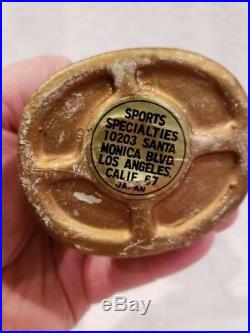 SPORTS
SPECIALTIES
10203 SANTA
MONICA BLVD.
LOS ANGELES.
CALIF. 67
JAPAN